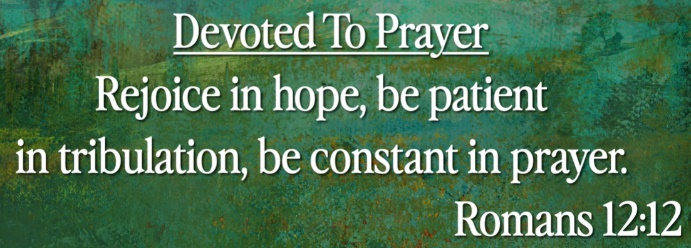 Devoted To Prayer
Rejoice in hope, be patient
in tribulation, be constant in prayer.
Romans 12:12